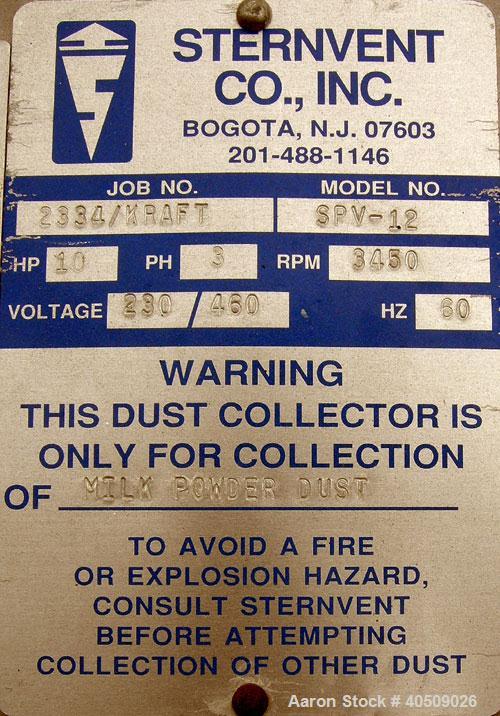 STERNVENT
CO., INC.
BOGOTA, N.J. 07603
201-488-1146
JOB NO. MODEL NO.
2334/KRAFT SPV-12
HP 10 PH 3 RPM 3450
VOLTAGE 230 / 460 HZ 60
WARNING
THIS DUST COLLECTOR IS
ONLY FOR COLLECTION
OF MILK POWDER DUST
TO AVOID A FIRE
OR EXPLOSION HAZARD,
CONSULT STERNVENT
BEFORE ATTEMPTING
COLLECTION OF OTHER DUST
Aaron Stock # 40509026